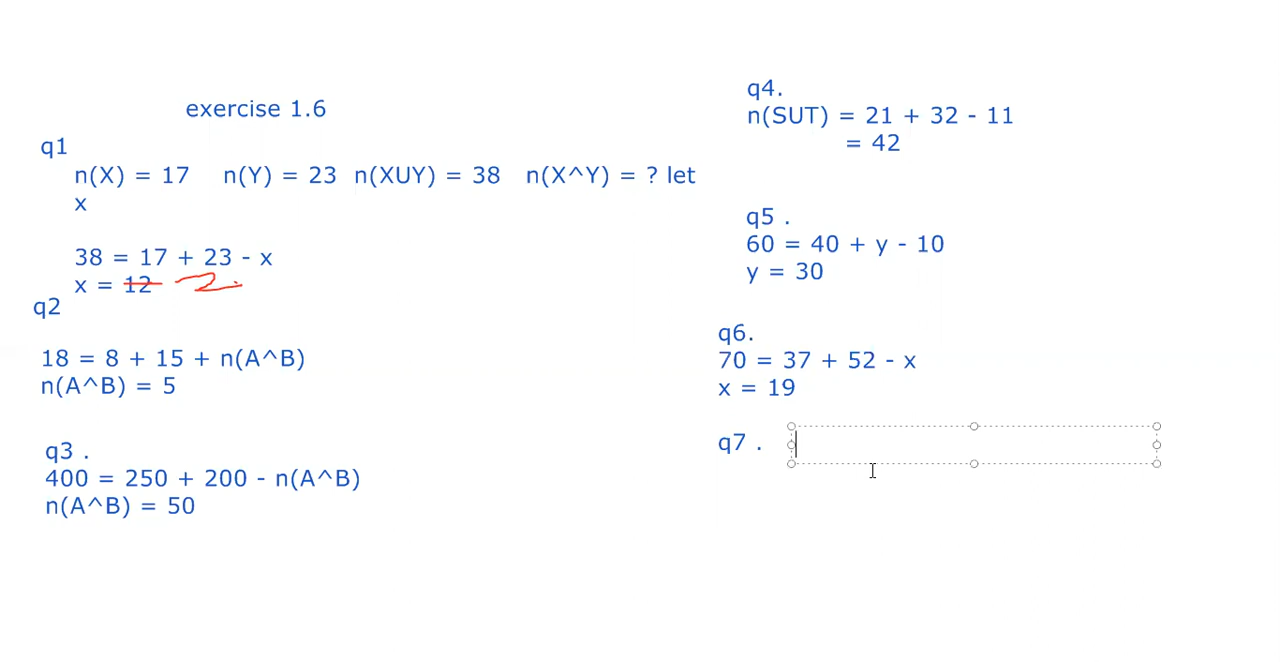 exercise 1.6
q1
n(X) = 17 n(Y) = 23 n(XUY) = 38 n(X^Y) = ? let
x
38 = 17 + 23 - x
x = 12 2.
q2
18 = 8 + 15 + n(A^B)
n(A^B) = 5
q3 .
400 = 250 + 200 - n(A^B)
n(A^B) = 50
q4.
n(SUT) = 21 + 32 - 11
= 42
q5 .
60 = 40 + y - 10
y = 30
q6.
70 = 37 + 52 - x
x = 19
q7 .